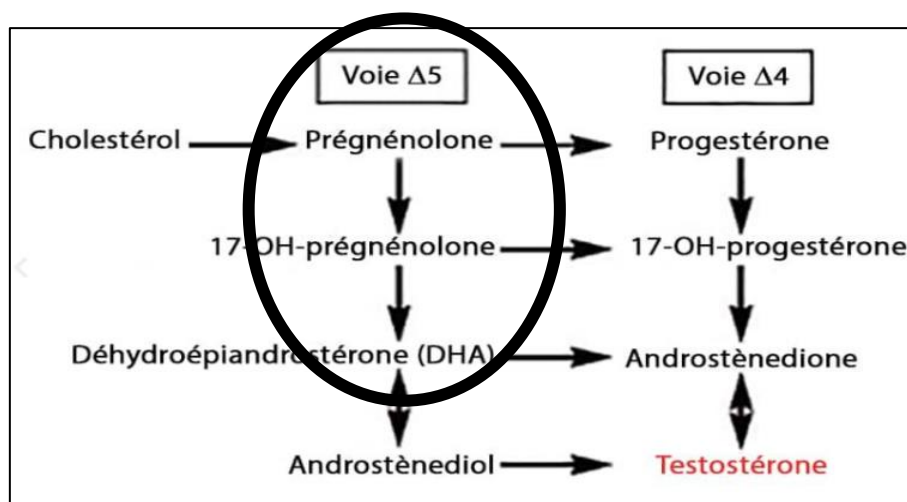 Voie Δ5 Voie Δ4
Cholestérol Prégnénolone Progestérone
17-OH-prégnénolone 17-OH-progestérone
Déhydroépiandrostérone (DHA) Androstènedione
Androstènediol Testostérone